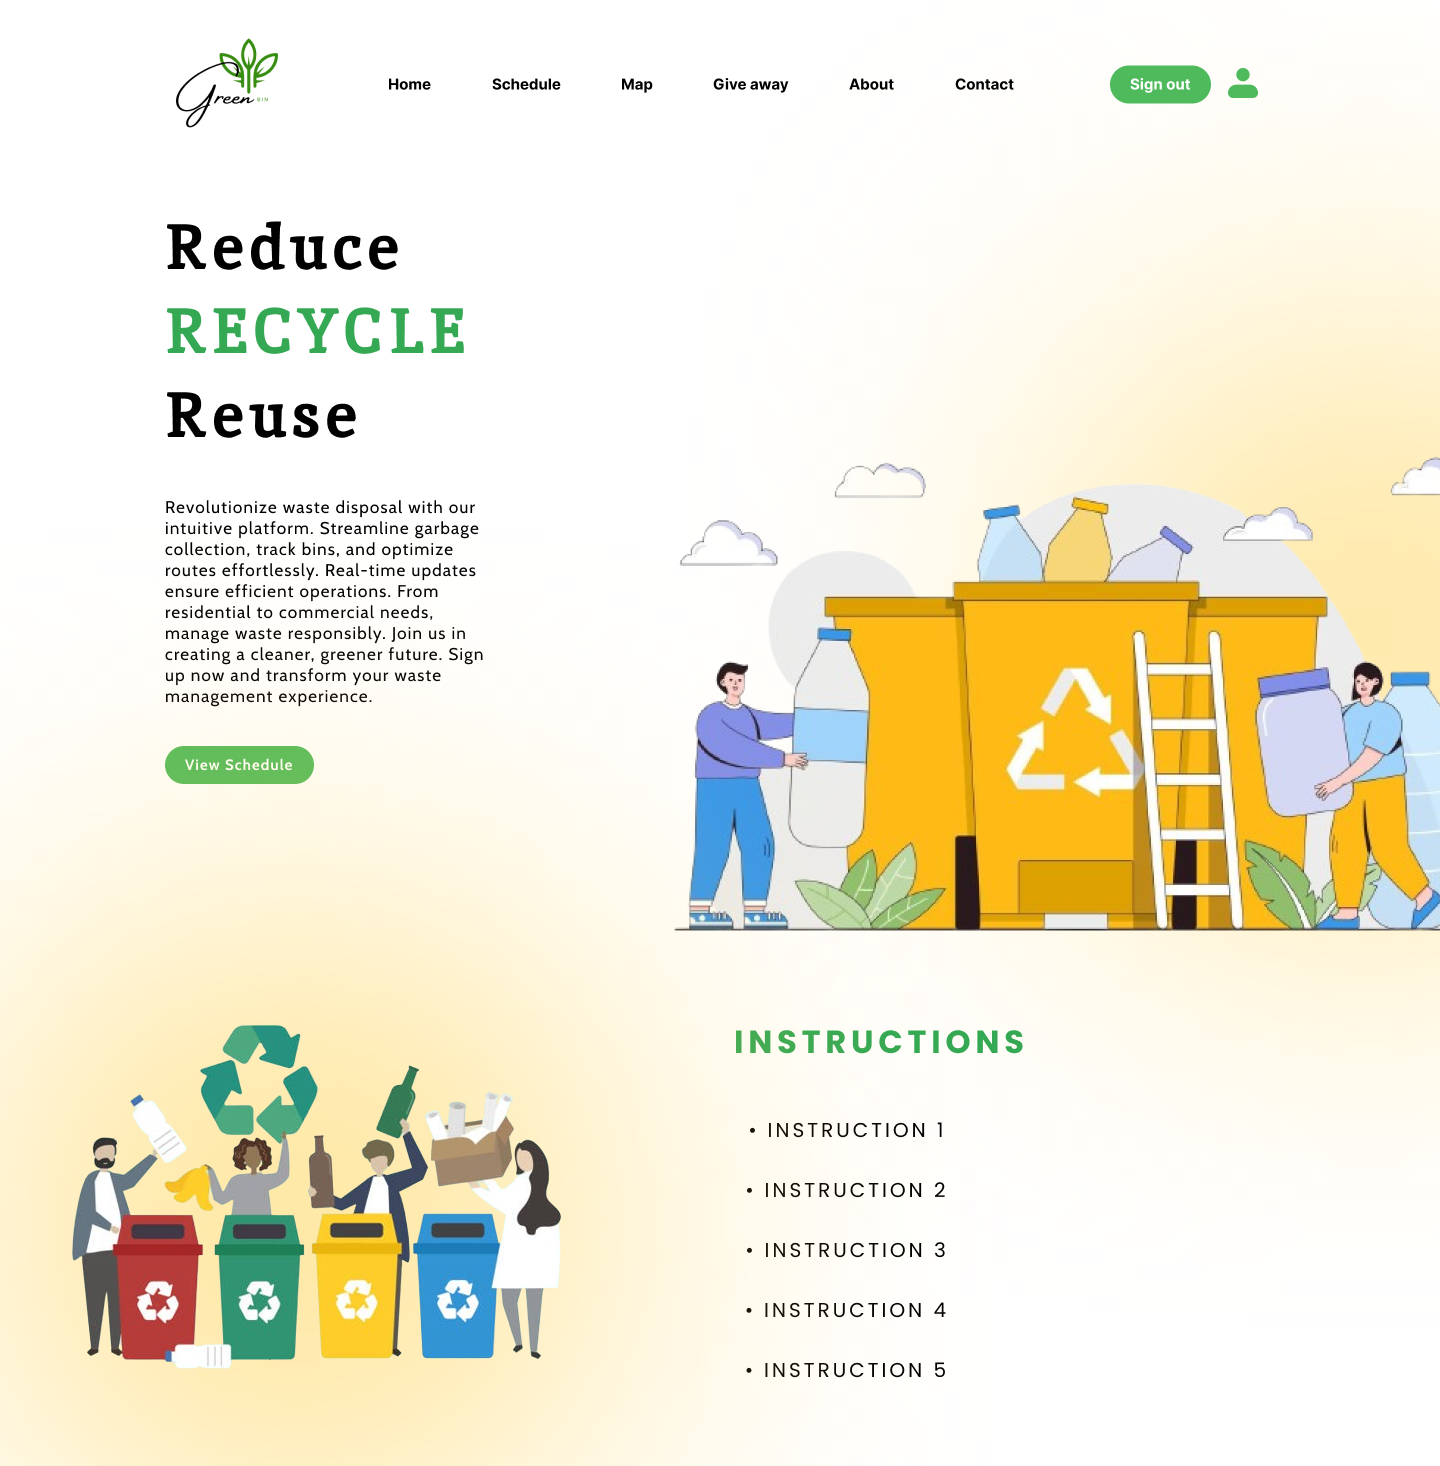 Green BIN
Home
Schedule
Map
Give away
About
Contact
Sign out
Reduce
RECYCLE
Reuse
Revolutionize waste disposal with our
intuitive platform. Streamline garbage
collection, track bins, and optimize
routes effortlessly. Real-time updates
ensure efficient operations. From
residential to commercial needs,
manage waste responsibly. Join us in
creating a cleaner, greener future. Sign
up now and transform your waste
management experience.
View Schedule
INSTRUCTIONS
• INSTRUCTION 1
• INSTRUCTION 2
• INSTRUCTION 3
• INSTRUCTION 4
• INSTRUCTION 5